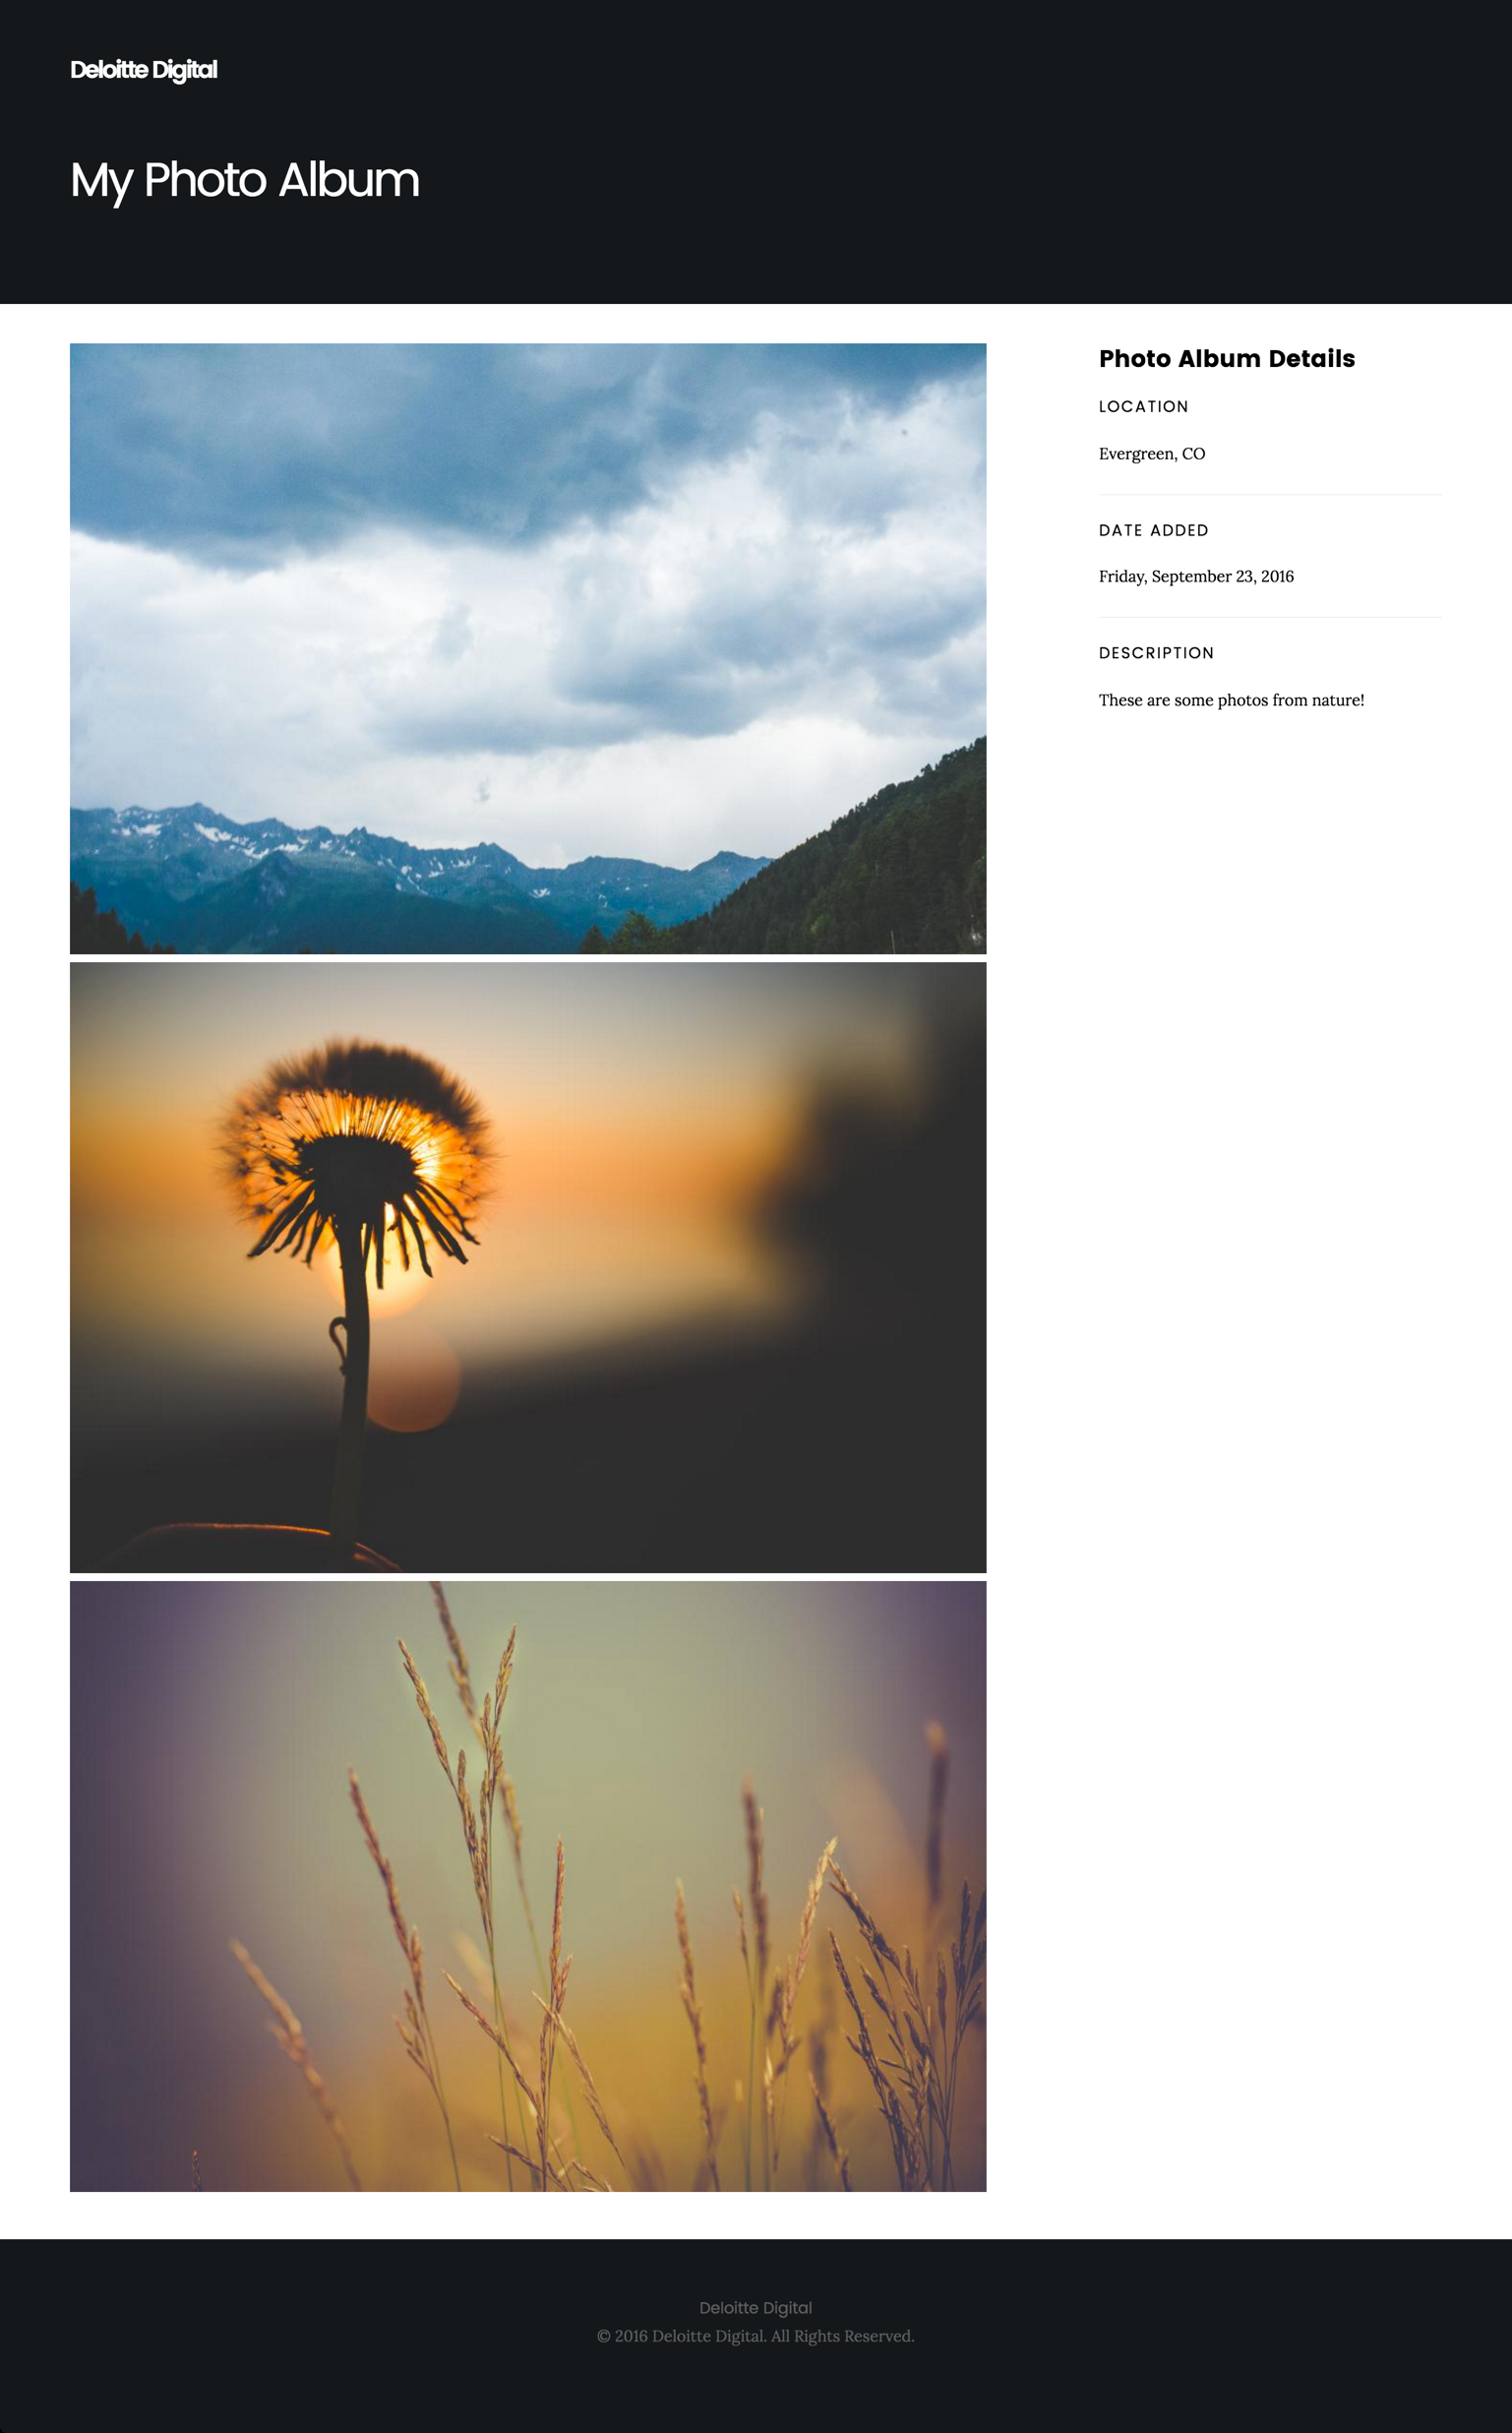 Deloitte Digital
My Photo Album
Photo Album Details
LOCATION
Evergreen, CO
DATE ADDED
Friday, September 23, 2016
DESCRIPTION
These are some photos from nature!
Deloitte Digital
© 2016 Deloitte Digital. All Rights Reserved.